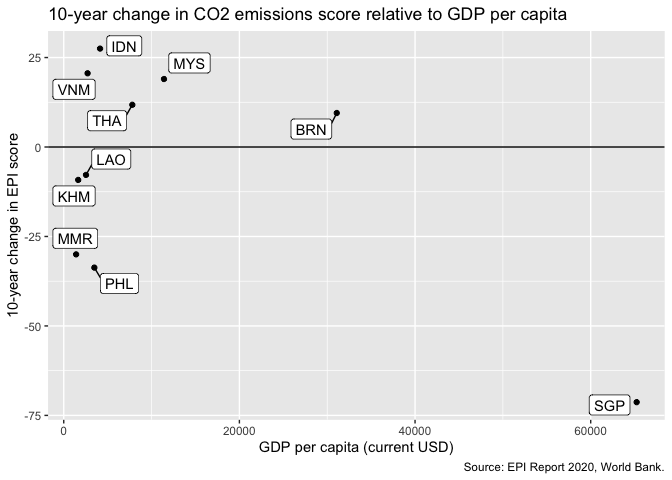 10-year change in CO2 emissions score relative to GDP per capita
10-year change in EPI score
25
0
-25
-50
-75
IDN
MYS
VNM
THA
BRN
LAO
KHM
MMR
PHL
SGP
0
20000
40000
60000
GDP per capita (current USD)
Source: EPI Report 2020, World Bank.